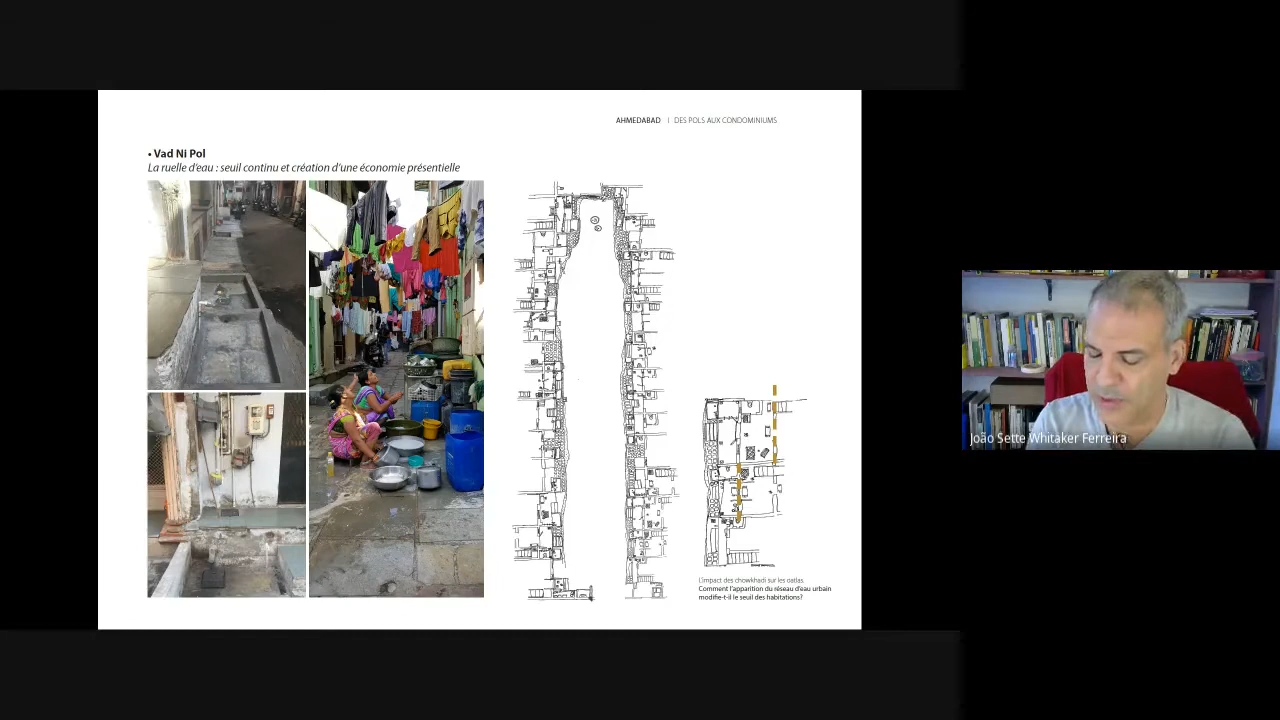 AHMEDABAD | DES POLS AUX CONDOMINIUMS
• Vad Ni Pol
La ruelle d'eau : seuil continu et création d'une économie présentielle
L'impact des chowkhadi sur les oatlas.
Comment l'apparition du réseau d'eau urbain
modifie-t-il le seuil des habitations?
João Sette Whitaker Ferreira